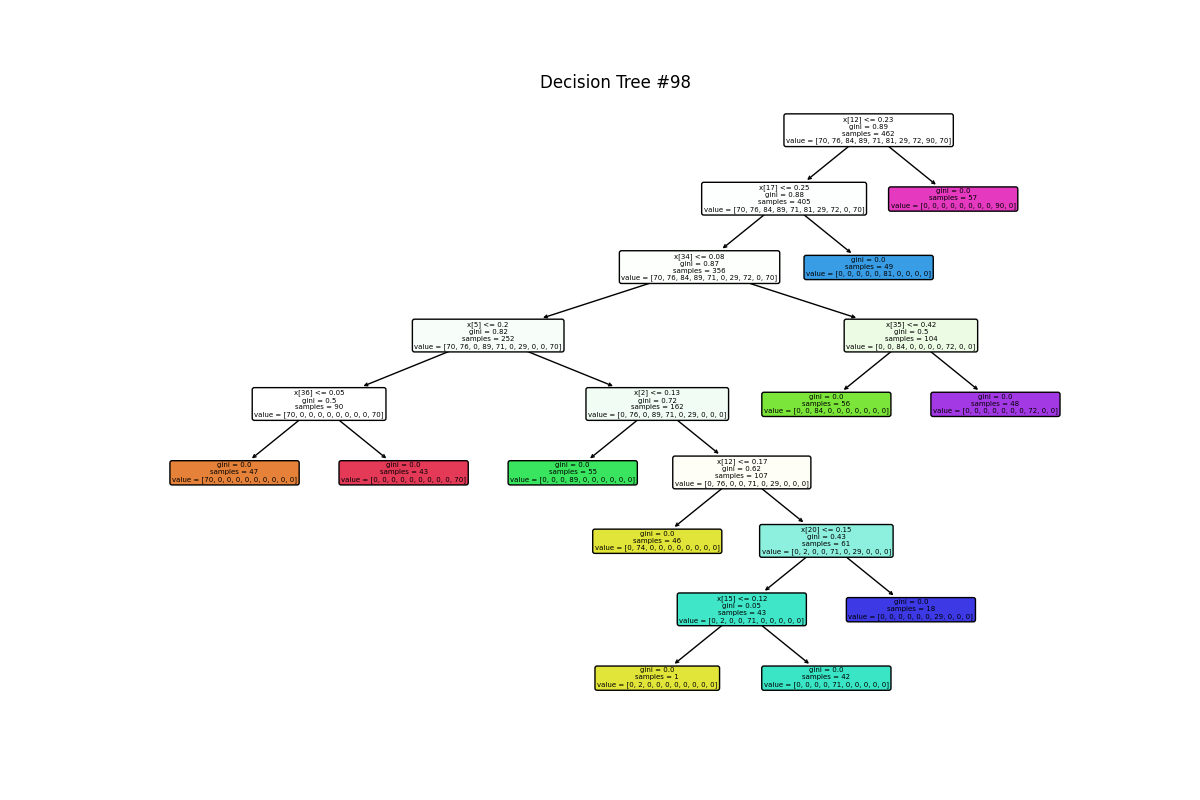 Decision Tree #98
x[12] <= 0.23
gini = 0.89
samples = 462
value = [70, 76, 84, 89, 71, 81, 29, 72, 90, 70]
x[17] <= 0.25
gini = 0.88
samples = 405
value = [70, 76, 84, 89, 71, 81, 29, 72, 0, 70]
gini = 0.0
samples = 57
value = [0, 0, 0, 0, 0, 0, 0, 0, 90, 0]
x[34] <= 0.08
gini = 0.87
samples = 356
value = [70, 76, 84, 89, 71, 0, 29, 72, 0, 70]
gini = 0.0
samples = 49
value = [0, 0, 0, 0, 0, 81, 0, 0, 0, 0]
x[5] <= 0.2
gini = 0.82
samples = 252
value = [70, 76, 0, 89, 71, 0, 29, 0, 0, 70]
x[35] <= 0.42
gini = 0.5
samples = 104
value = [0, 0, 84, 0, 0, 0, 0, 72, 0, 0]
x[36] <= 0.05
gini = 0.5
samples = 90
value = [70, 0, 0, 0, 0, 0, 0, 0, 0, 70]
x[2] <= 0.13
gini = 0.72
samples = 162
value = [0, 76, 0, 89, 71, 0, 29, 0, 0, 0]
gini = 0.0
samples = 56
value = [0, 0, 84, 0, 0, 0, 0, 0, 0, 0]
gini = 0.0
samples = 48
value = [0, 0, 0, 0, 0, 0, 0, 72, 0, 0]
gini = 0.0
samples = 47
value = [70, 0, 0, 0, 0, 0, 0, 0, 0, 0]
gini = 0.0
samples = 43
value = [0, 0, 0, 0, 0, 0, 0, 0, 0, 70]
gini = 0.0
samples = 55
value = [0, 0, 0, 89, 0, 0, 0, 0, 0, 0]
x[12] <= 0.17
gini = 0.62
samples = 107
value = [0, 76, 0, 0, 71, 0, 29, 0, 0, 0]
gini = 0.0
samples = 46
value = [0, 74, 0, 0, 0, 0, 0, 0, 0, 0]
x[20] <= 0.15
gini = 0.43
samples = 61
value = [0, 2, 0, 0, 71, 0, 29, 0, 0, 0]
x[15] <= 0.12
gini = 0.05
samples = 43
value = [0, 2, 0, 0, 71, 0, 0, 0, 0, 0]
gini = 0.0
samples = 18
value = [0, 0, 0, 0, 0, 0, 29, 0, 0, 0]
gini = 0.0
samples = 1
value = [0, 2, 0, 0, 0, 0, 0, 0, 0, 0]
gini = 0.0
samples = 42
value = [0, 0, 0, 0, 71, 0, 0, 0, 0, 0]